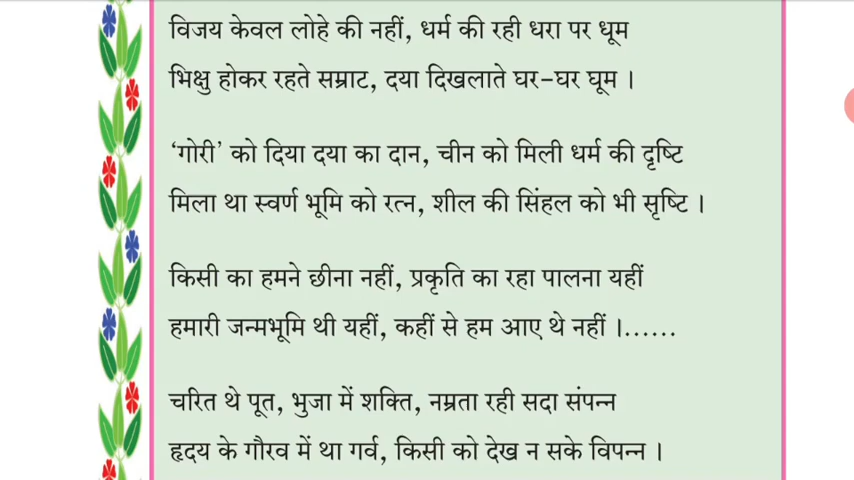 विजय केवल लोहे की नहीं, धर्म की रही धरा पर धूम
भिक्षु होकर रहते सम्राट, दया दिखलाते घर-घर घूम ।
‘गोरी’ को दिया दया का दान, चीन को मिली धर्म की दृष्टि
मिला था स्वर्ण भूमि को रत्न, शील की सिंहल को भी सृष्टि ।
किसी का हमने छीना नहीं, प्रकृति का रहा पालना यहीं
हमारी जन्मभूमि थी यहीं, कहीं से हम आए थे नहीं ।......
चरित थे पूत, भुजा में शक्ति, नम्रता रही सदा संपन्न
हृदय के गौरव में था गर्व, किसी को देख न सके विपन्न ।